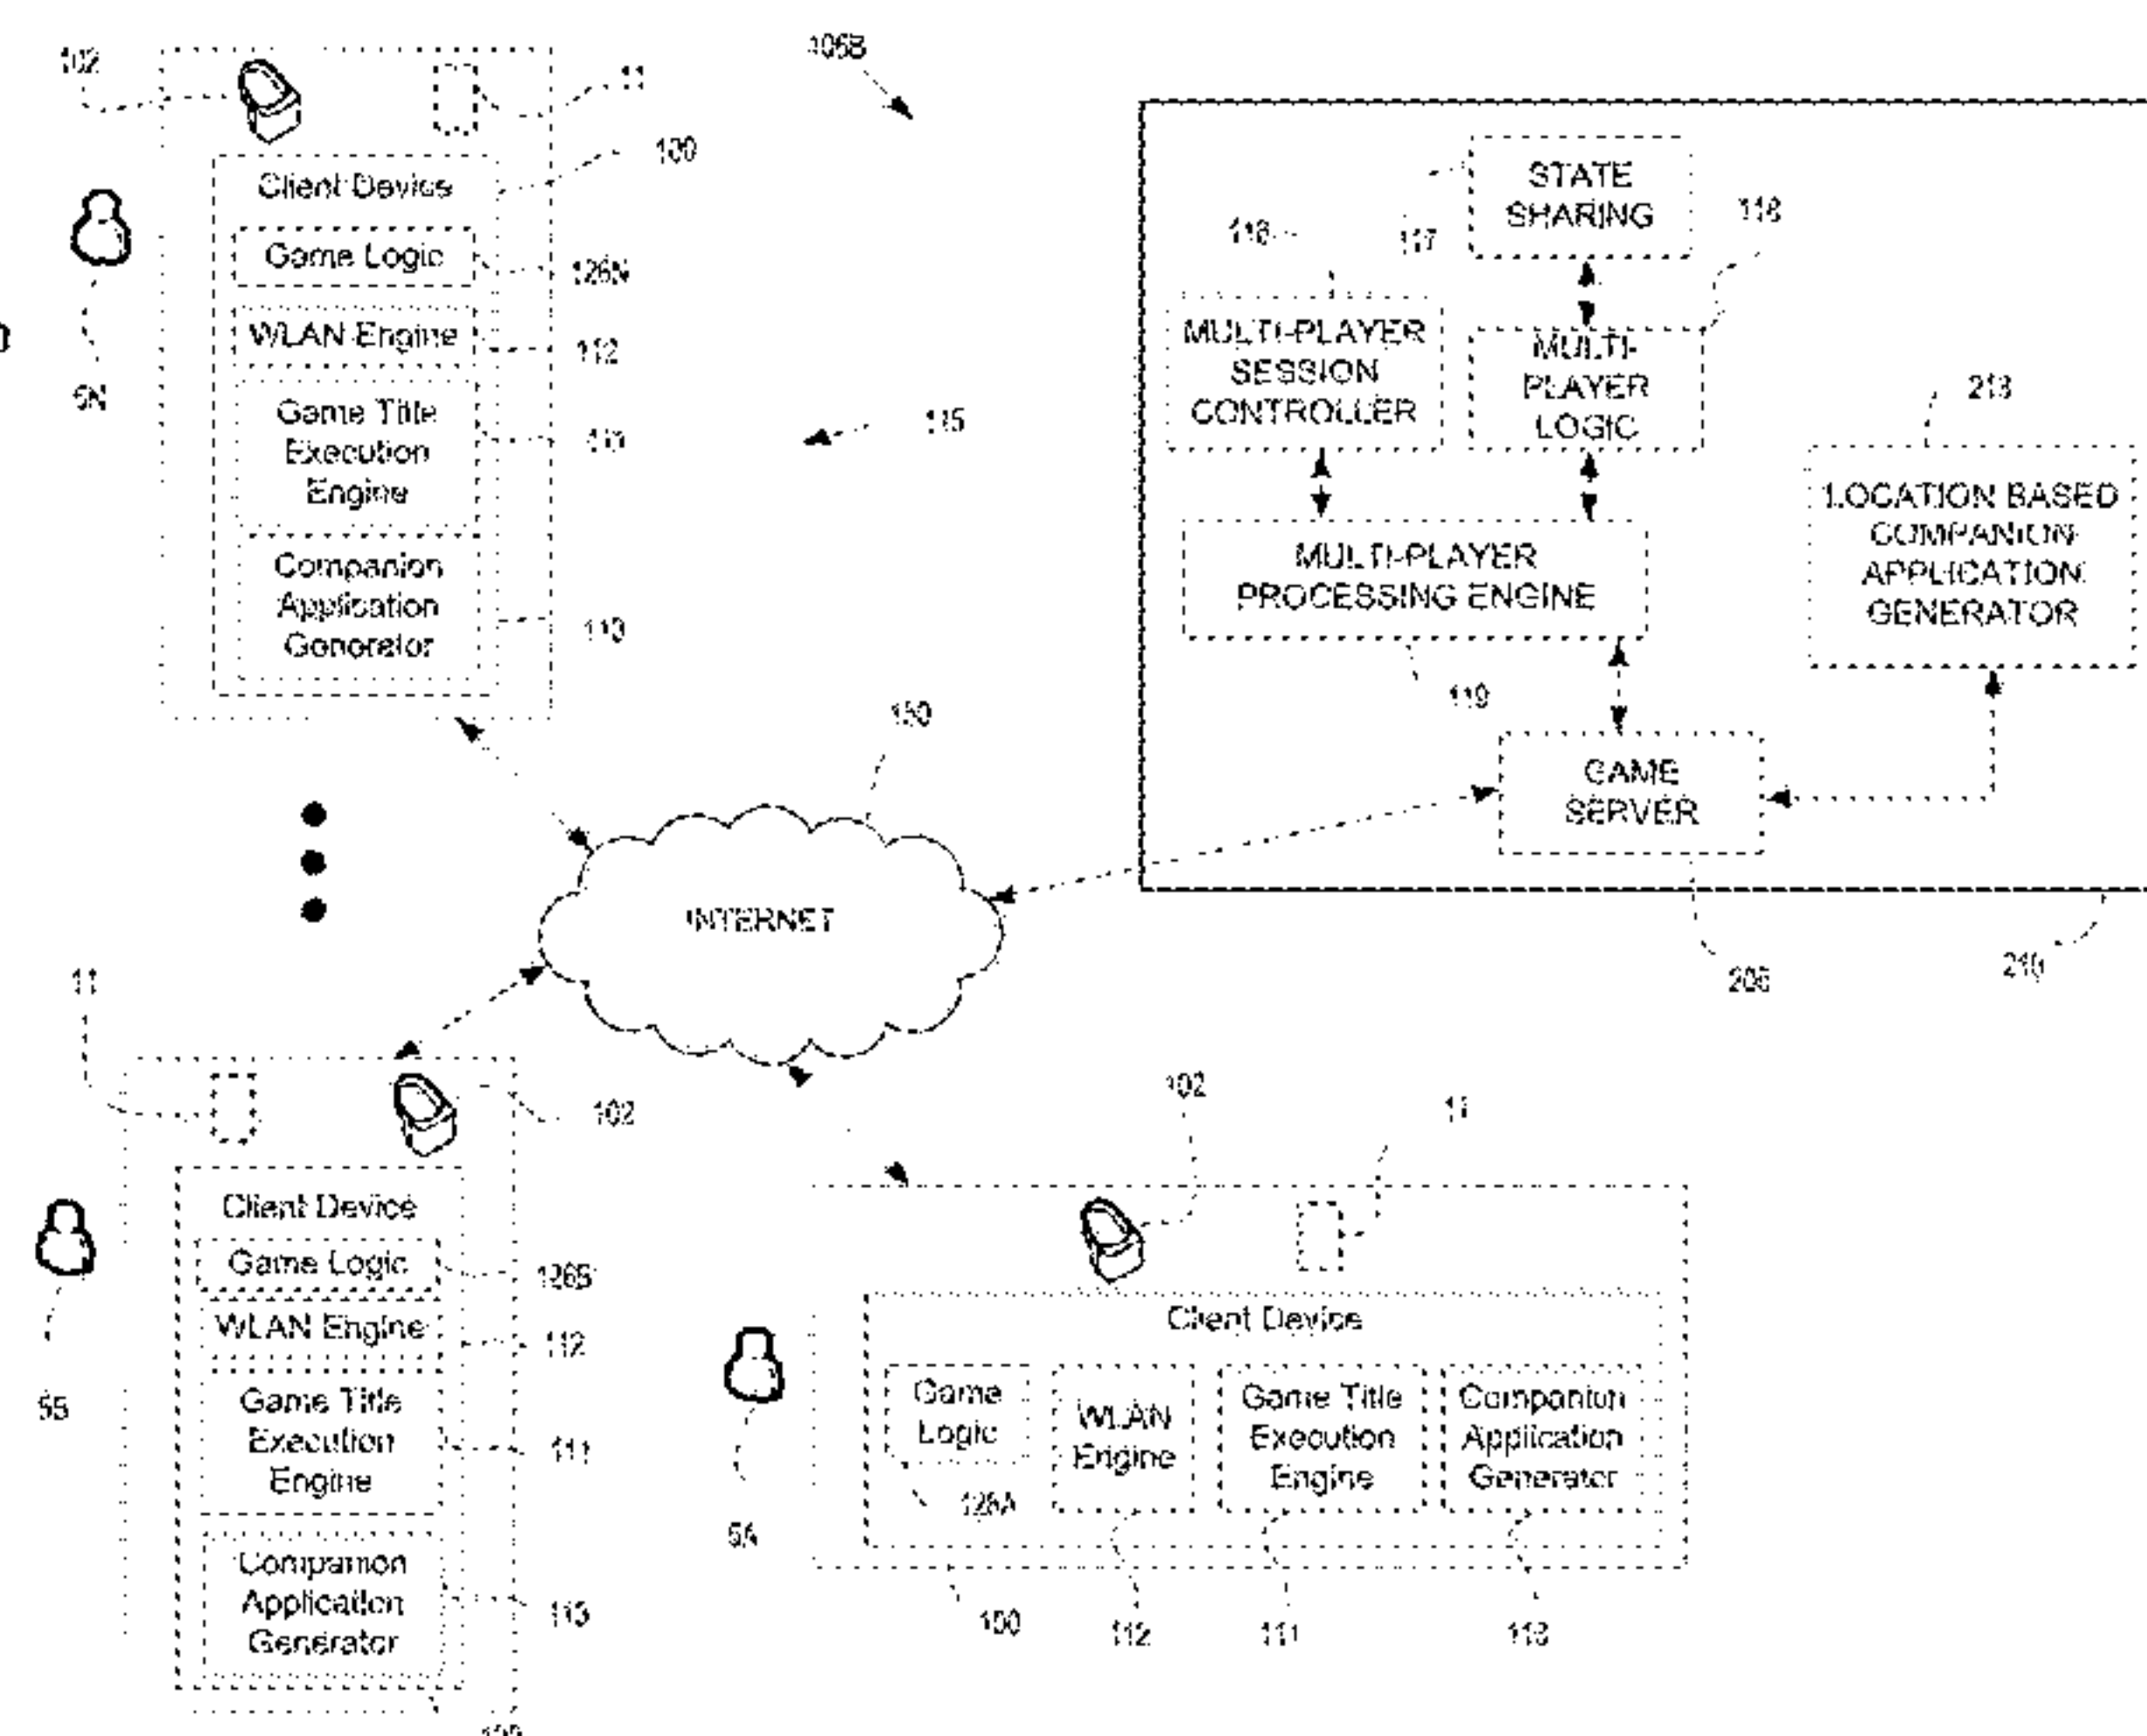 102
11
100
Client Device
Game Logic
126N
WLAN Engine
112
Game Title
Execution
Engine
Companion
Application
Generator
113
5N
115
STATE
SHARING
117
MULTI-PLAYER
SESSION
CONTROLLER
MULTI-
PLAYER
LOGIC
213
LOCATION BASED
COMPANION
APPLICATION
GENERATOR
MULTI-PLAYER
PROCESSING ENGINE
119
GAME
SERVER
205
210
150
INTERNET
11
102
Client Device
Game Logic
WLAN Engine
112
Game Title
Execution
Engine
111
Companion
Application
Generator
113
5B
102
11
Client Device
Game
Logic
126A
WLAN
Engine
Game Title
Execution
Engine
Companion
Application
Generator
5A
100
112
111
113